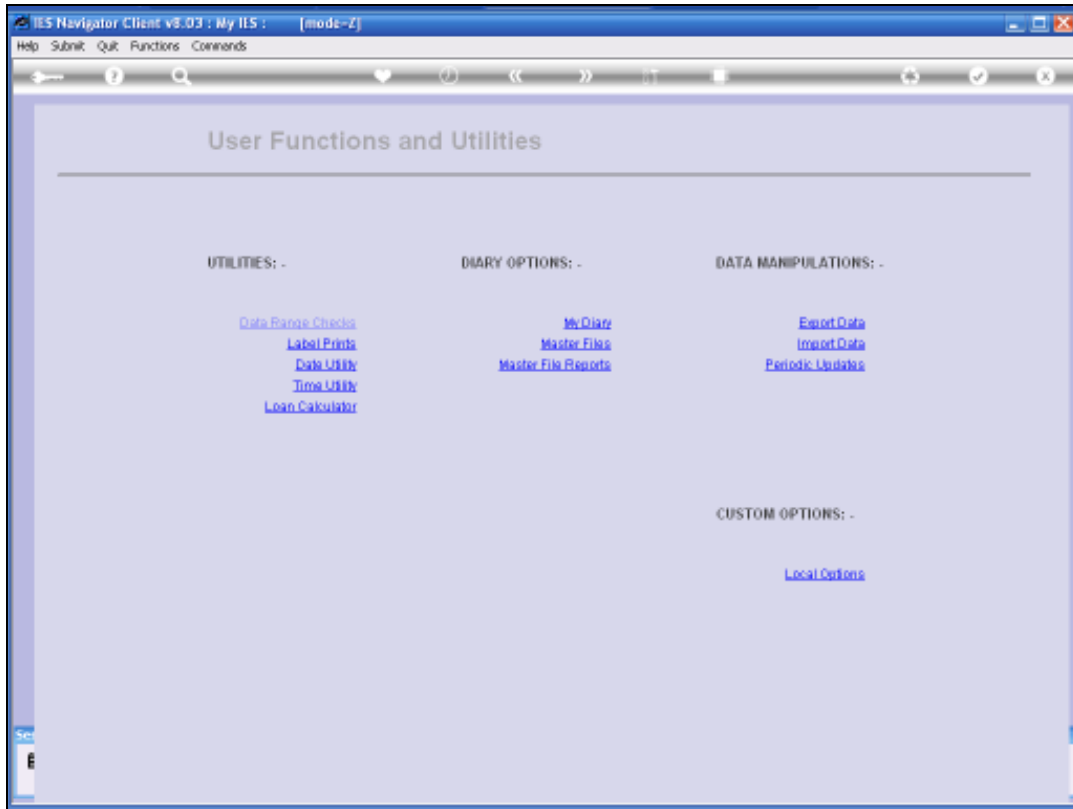 IES Navigator Client v8.03 : My IES : [mode=Z]
Help Submit Quit Functions Commands
User Functions and Utilities
UTILITIES: - DIARY OPTIONS: - DATA MANIPULATIONS: -
Data Range Checks My Diary Export Data
Label Prints Master Files Import Data
Date Utility Master File Reports Periodic Updates
Time Utility
Loan Calculator
CUSTOM OPTIONS: -
Local Options